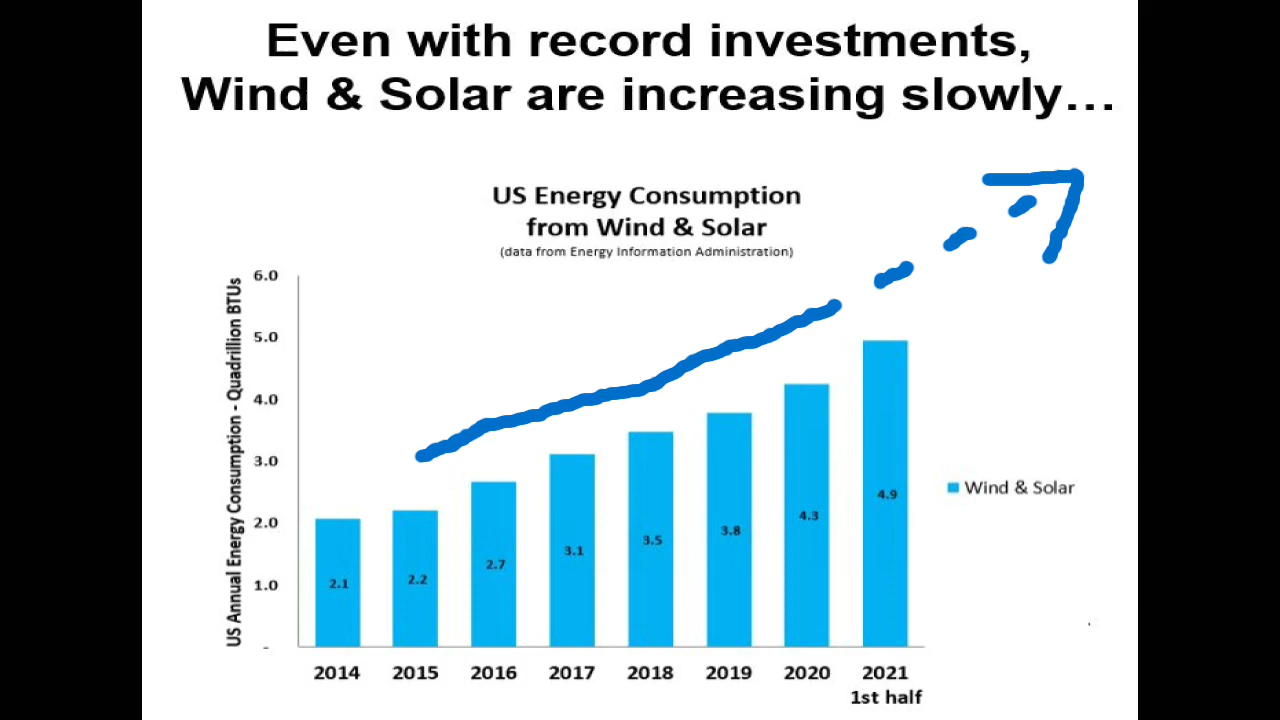 Even with record investments,
Wind & Solar are increasing slowly...
US Energy Consumption
from Wind & Solar
(data from Energy Information Administration)
US Annual Energy Consumption - Quadrillion BTUs
6.0
5.0
4.0
3.0
2.0
1.0
-
2.1
2.2
2.7
3.1
3.5
3.8
4.3
4.9
Wind & Solar
2014 2015 2016 2017 2018 2019 2020 2021
1st half